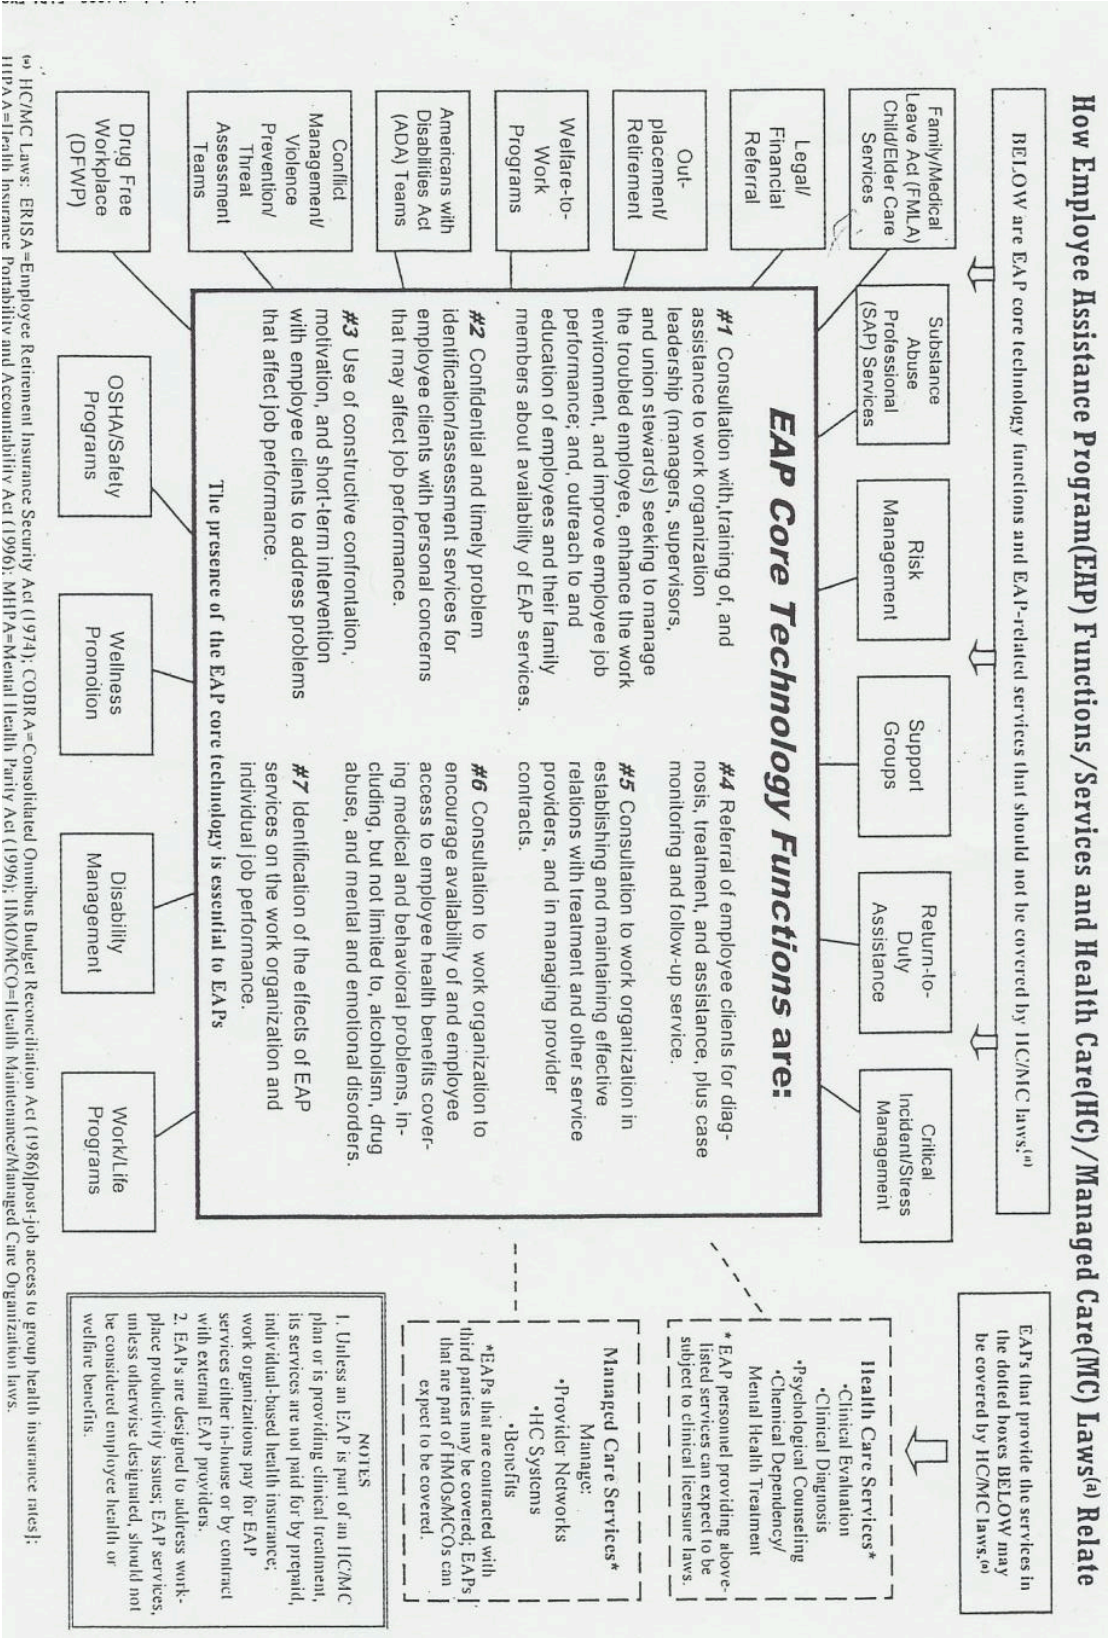 How Employee Assistance Program(EAP) Functions/Services and Health Care(HC)/Managed Care(MC) Laws(a) Relate
BELOW are EAP core technology functions and EAP-related services that should not be covered by HC/MC laws.(a)
EAPs that provide the services in
the dotted boxes BELOW may
be covered by HC/MC laws.(a)
Family/Medical
Leave Act (FMLA)
Child/Elder Care
Services
Substance
Abuse
Professional
(SAP) Services
Risk
Management
Support
Groups
Return-to-
Duty
Assistance
Critical
Incident/Stress
Management
Legal/
Financial
Referral
Out-
placement/
Retirement
Welfare-to-
Work
Programs
Americans with
Disabilities Act
(ADA) Teams
Conflict
Management/
Violence
Prevention/
Threat
Assessment
Teams
Drug Free
Workplace
(DFWP)
EAP Core Technology Functions are:
#1 Consultation with,training of, and
assistance to work organization
leadership (managers, supervisors,
and union stewards) seeking to manage
the troubled employee, enhance the work
environment, and improve employee job
performance; and, outreach to and
education of employees and their family
members about availability of EAP services.
#2 Confidential and timely problem
identification/assessment services for
employee clients with personal concerns
that may affect job performance.
#3 Use of constructive confrontation,
motivation, and short-term intervention
with employee clients to address problems
that affect job performance.
#4 Referral of employee clients for diag-
nosis, treatment, and assistance, plus case
monitoring and follow-up service.
#5 Consultation to work organization in
establishing and maintaining effective
relations with treatment and other service
providers, and in managing provider
contracts.
#6 Consultation to work organization to
encourage availability of and employee
access to employee health benefits cover-
ing medical and behavioral problems, in-
cluding, but not limited to, alcoholism, drug
abuse, and mental and emotional disorders.
#7 Identification of the effects of EAP
services on the work organization and
individual job performance.
The presence of the EAP core technology is essential to EAPs
OSHA/Safety
Programs
Wellness
Promotion
Disability
Management
Work/Life
Programs
Health Care Services*
•Clinical Evaluation
•Clinical Diagnosis
•Psychological Counseling
•Chemical Dependency/
Mental Health Treatment
* EAP personnel providing above-
listed services can expect to be
subject to clinical licensure laws.
Managed Care Services*
Manage:
•Provider Networks
•HC Systems
•Benefits
*EAPs that are contracted with
third parties may be covered; EAPs
that are part of HMOs/MCOs can
expect to be covered.
NOTES
1. Unless an EAP is part of an HC/MC
plan or is providing clinical treatment,
its services are not paid for by prepaid,
individual-based health insurance;
work organizations pay for EAP
services either in-house or by contract
with external EAP providers.
2. EAPs are designed to address work-
place productivity issues; EAP services,
unless otherwise designated, should not
be considered employee health or
welfare benefits.
(a) HC/MC Laws: ERISA=Employee Retirement Insurance Security Act (1974); COBRA=Consolidated Omnibus Budget Reconciliation Act (1986)[post-job access to group health insurance rates];
HIPAA=Health Insurance Portability and Accountability Act (1996); MHPA=Mental Health Parity Act (1996); HMO/MCO=Health Maintenance/Managed Care Organization laws.